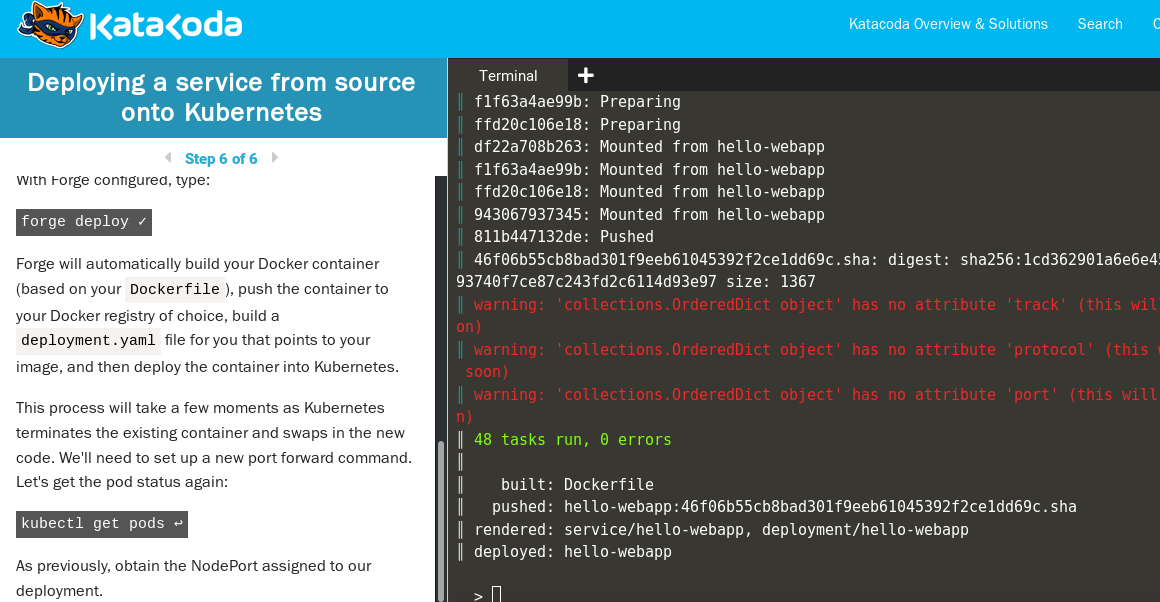 KataKoda
Katacoda Overview & Solutions
Search
Deploying a service from source
onto Kubernetes
Step 6 of 6
With Forge configured, type:
forge deploy ✓
Forge will automatically build your Docker container
(based on your Dockerfile ), push the container to
your Docker registry of choice, build a
deployment.yaml file for you that points to your
image, and then deploy the container into Kubernetes.
This process will take a few moments as Kubernetes
terminates the existing container and swaps in the new
code. We'll need to set up a new port forward command.
Let's get the pod status again:
kubectl get pods ↩
As previously, obtain the NodePort assigned to our
deployment.
Terminal
║ f1f63a4ae99b: Preparing
║ ffd20c106e18: Preparing
║ df22a708b263: Mounted from hello-webapp
║ f1f63a4ae99b: Mounted from hello-webapp
║ ffd20c106e18: Mounted from hello-webapp
║ 943067937345: Mounted from hello-webapp
║ 811b447132de: Pushed
║ 46f06b55cb8bad301f9eeb61045392f2ce1dd69c.sha: digest: sha256:1cd362901a6e6e45
93740f7ce87c243fd2c6114d93e97 size: 1367
║ warning: 'collections.OrderedDict object' has no attribute 'track' (this will
on)
║ warning: 'collections.OrderedDict object' has no attribute 'protocol' (this
soon)
║ warning: 'collections.OrderedDict object' has no attribute 'port' (this will
n)
║ 48 tasks run, 0 errors
║
║ built: Dockerfile
║ pushed: hello-webapp:46f06b55cb8bad301f9eeb61045392f2ce1dd69c.sha
║ rendered: service/hello-webapp, deployment/hello-webapp
║ deployed: hello-webapp
>